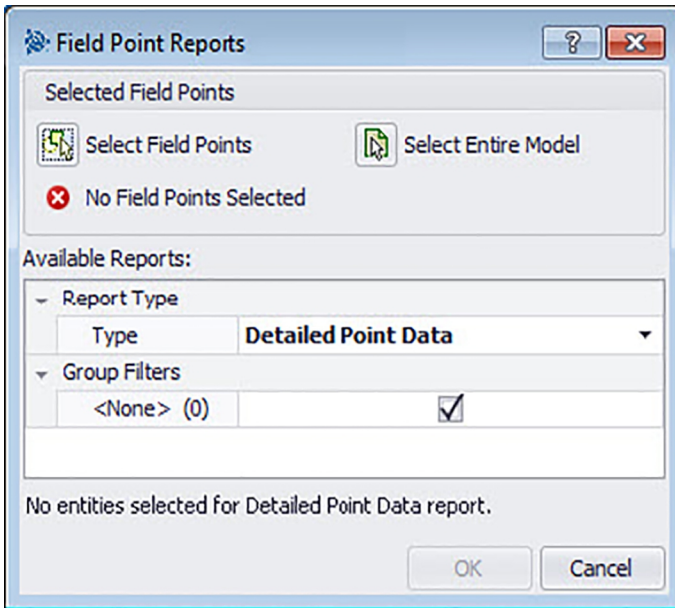 Field Point Reports
Selected Field Points
Select Field Points Select Entire Model
No Field Points Selected
Available Reports:
Report Type
Type Detailed Point Data
Group Filters
<None> (0)
No entities selected for Detailed Point Data report.
OK Cancel